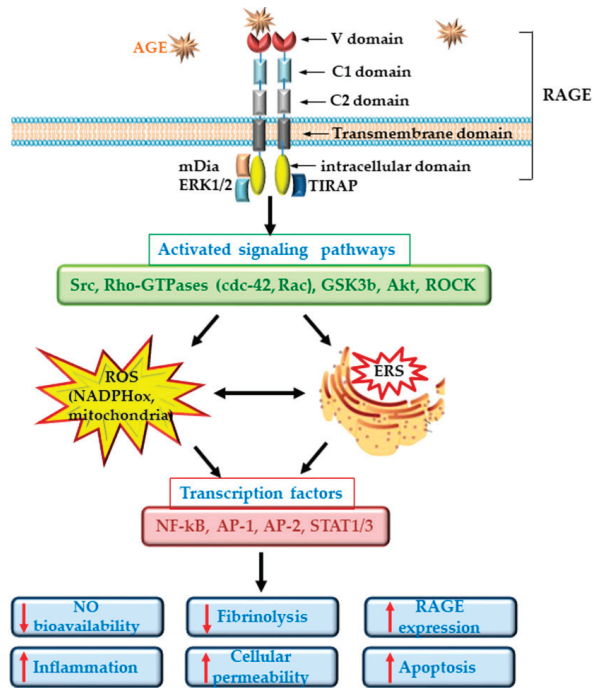 AGE
V domain
C1 domain
C2 domain
RAGE
Transmembrane domain
mDia
intracellular domain
ERK1/2
TIRAP
Activated signaling pathways
Src, Rho-GTPases (cdc-42, Rac), GSK3b, Akt, ROCK
ROS
(NADPHox,
mitochondria)
ERS
Transcription factors
NF-kB, AP-1, AP-2, STAT1/3
NO
bioavailability
Fibrinolysis
RAGE
expression
Inflammation
Cellular
permeability
Apoptosis